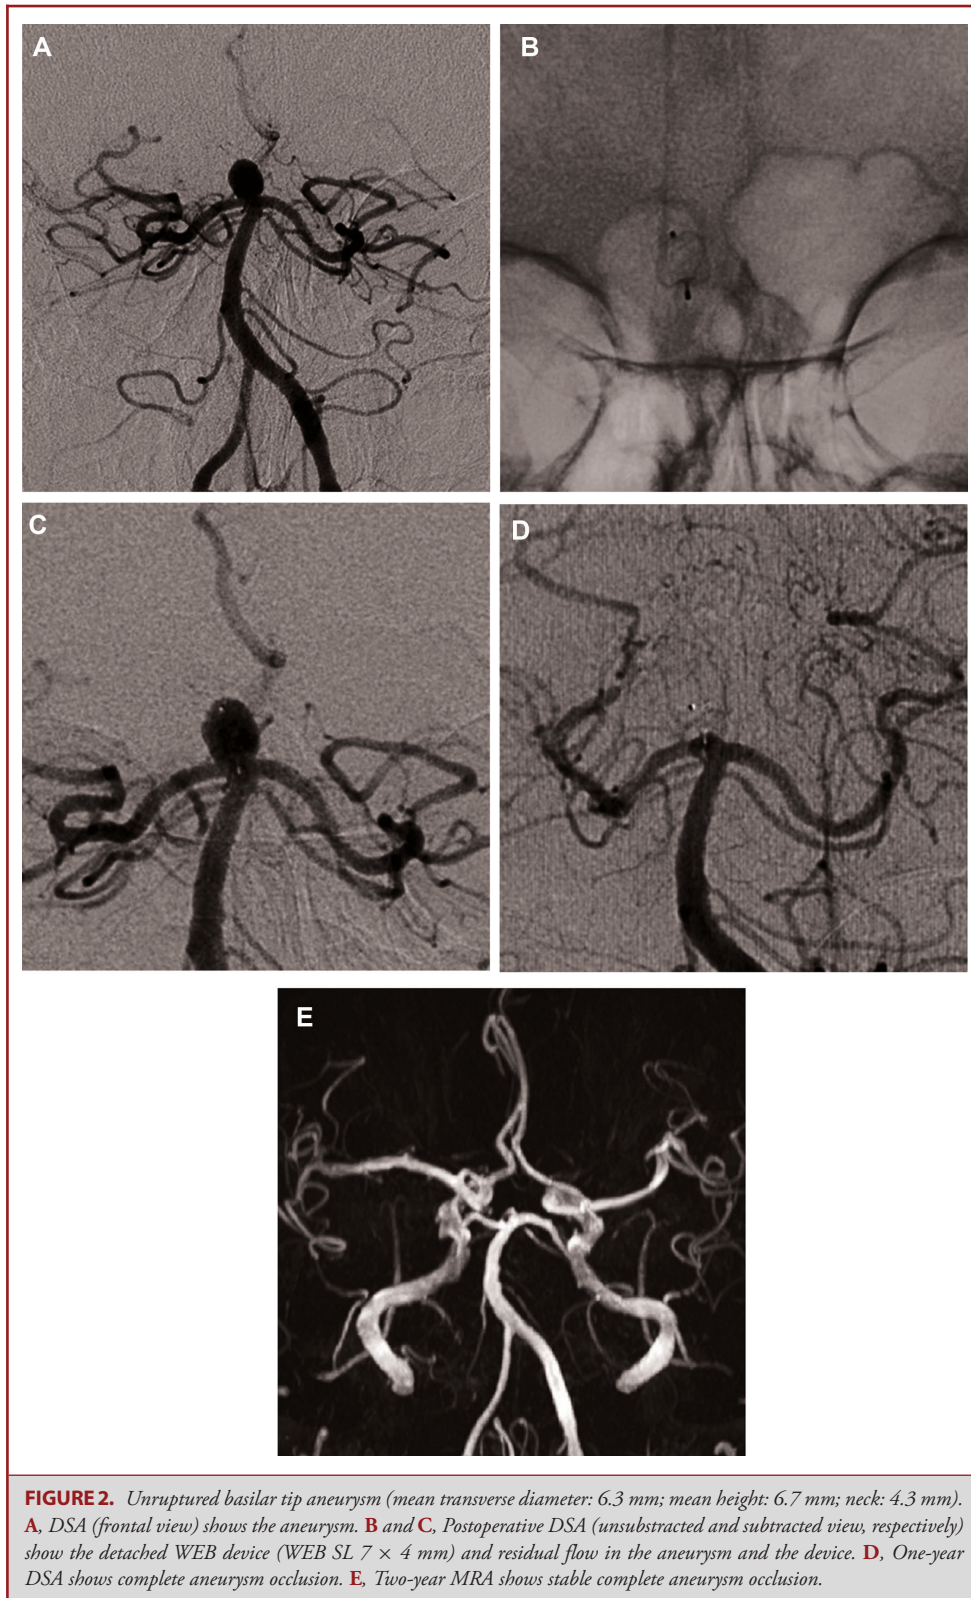 A
B
C
D
E
FIGURE 2. Unruptured basilar tip aneurysm (mean transverse diameter: 6.3 mm; mean height: 6.7 mm; neck: 4.3 mm).
A, DSA (frontal view) shows the aneurysm. B and C, Postoperative DSA (unsubstracted and subtracted view, respectively)
show the detached WEB device (WEB SL 7 × 4 mm) and residual flow in the aneurysm and the device. D, One-year
DSA shows complete aneurysm occlusion. E, Two-year MRA shows stable complete aneurysm occlusion.